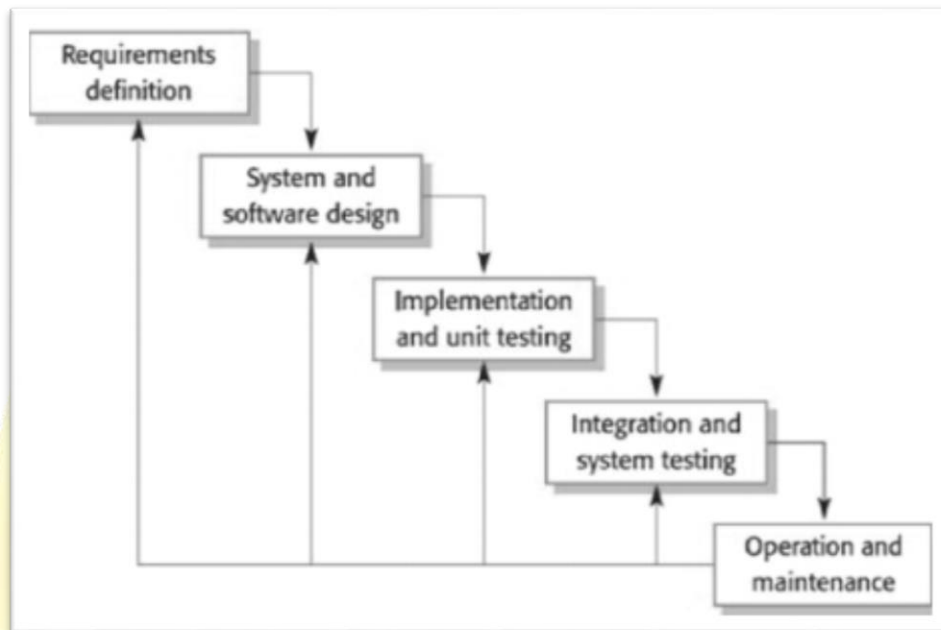 Requirements
definition
System and
software design
Implementation
and unit testing
Integration and
system testing
Operation and
maintenance